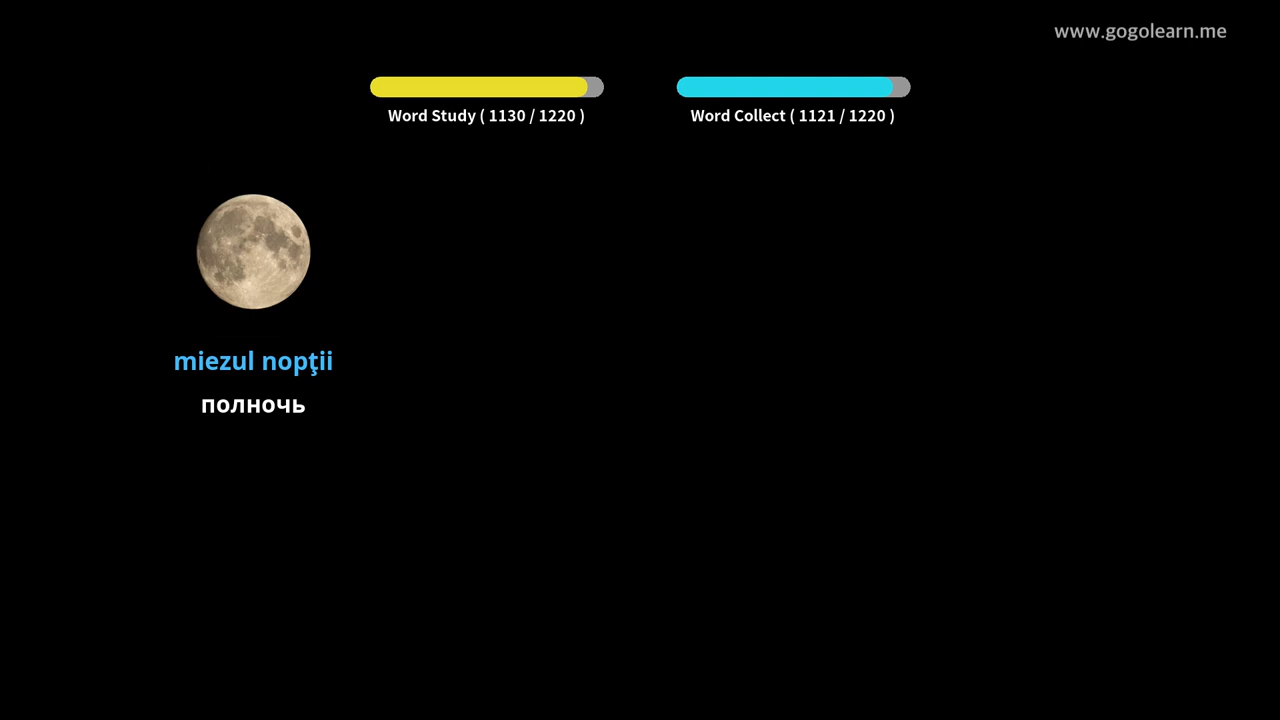 www.gogolearn.me
Word Study ( 1130 / 1220 )
Word Collect ( 1121 / 1220 )
miezul nopţii
полночь